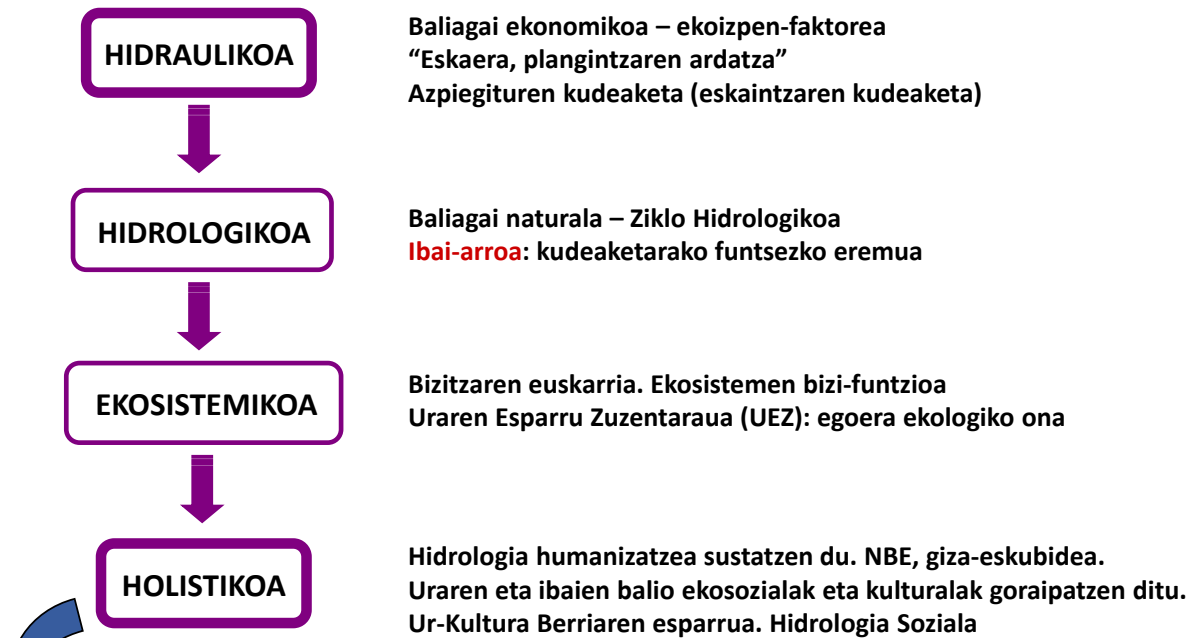 HIDRAULIKOA
Baliagai ekonomikoa – ekoizpen-faktorea
“Eskaera, plangintzaren ardatza”
Azpiegituren kudeaketa (eskaintzaren kudeaketa)
HIDROLOGIKOA
Baliagai naturala – Ziklo Hidrologikoa
Ibai-arroa: kudeaketarako funtsezko eremua
EKOSISTEMIKOA
Bizitzaren euskarria. Ekosistemen bizi-funtzioa
Uraren Esparru Zuzentaraua (UEZ): egoera ekologiko ona
HOLISTIKOA
Hidrologia humanizatzea sustatzen du. NBE, giza-eskubidea.
Uraren eta ibaien balio ekosozialak eta kulturalak goraipatzen ditu.
Ur-Kultura Berriaren esparrua. Hidrologia Soziala